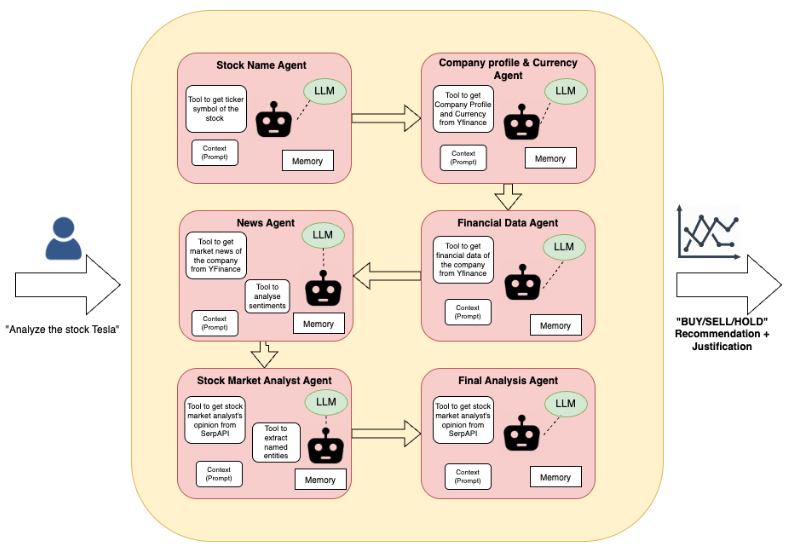 Stock Name Agent
LLM
Tool to get ticker
symbol of the
stock
Context
(Prompt)
Memory
Company profile & Currency
Agent
LLM
Tool to get
Company Profile
and Currency
from Yfinance
Context
(Prompt)
Memory
"Analyze the stock Tesla"
News Agent
LLM
Tool to get
market news of
the company
from YFinance
Tool to
analyse
sentiments
Context
(Prompt)
Memory
Financial Data Agent
LLM
Tool to get
financial data of
the company
from Yfinance
Context
(Prompt)
Memory
"BUY/SELL/HOLD"
Recommendation +
Justification
Stock Market Analyst Agent
LLM
Tool to get stock
market analyst's
opinion from
SerpAPI
Tool to
extract
named
entities
Context
(Prompt)
Memory
Final Analysis Agent
LLM
Tool to get stock
market analyst's
opinion from
SerpAPI
Context
(Prompt)
Memory